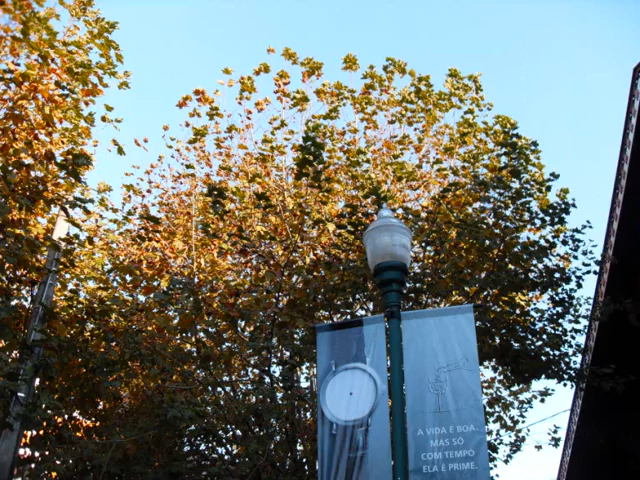 A VIDA É BOA.
MAS SÓ
COM TEMPO
ELA É PRIME.